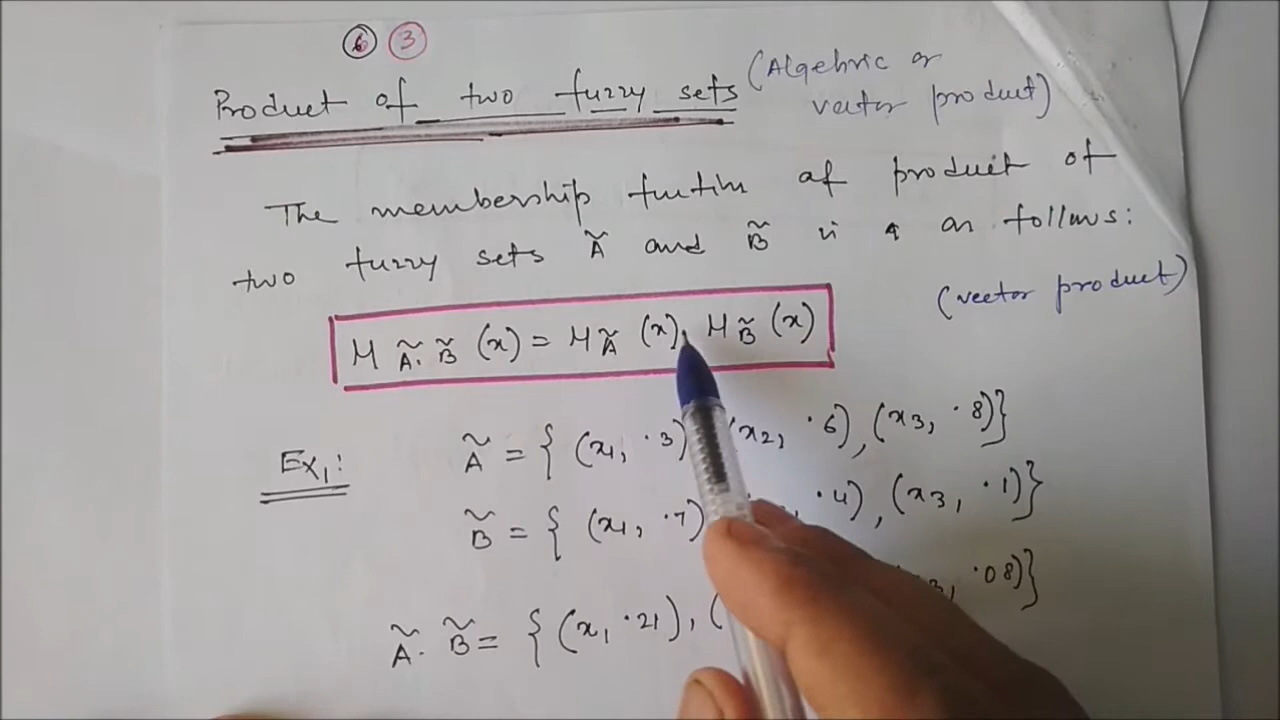 6 3
Product of two fuzzy sets (Algebric or
vector product)
The membership function of product of
two fuzzy sets Ã and B̃ is as follows:
(vector product)
μ Ã.B̃ (x) = μ Ã (x). μ B̃ (x)
Ex1: Ã = { (x1, .3) (x2, .6), (x3, .8)}
B̃ = { (x1, .7) , .4), (x3, .1)}
Ã. B̃ = { (x1 .21), ( 3, .08)}